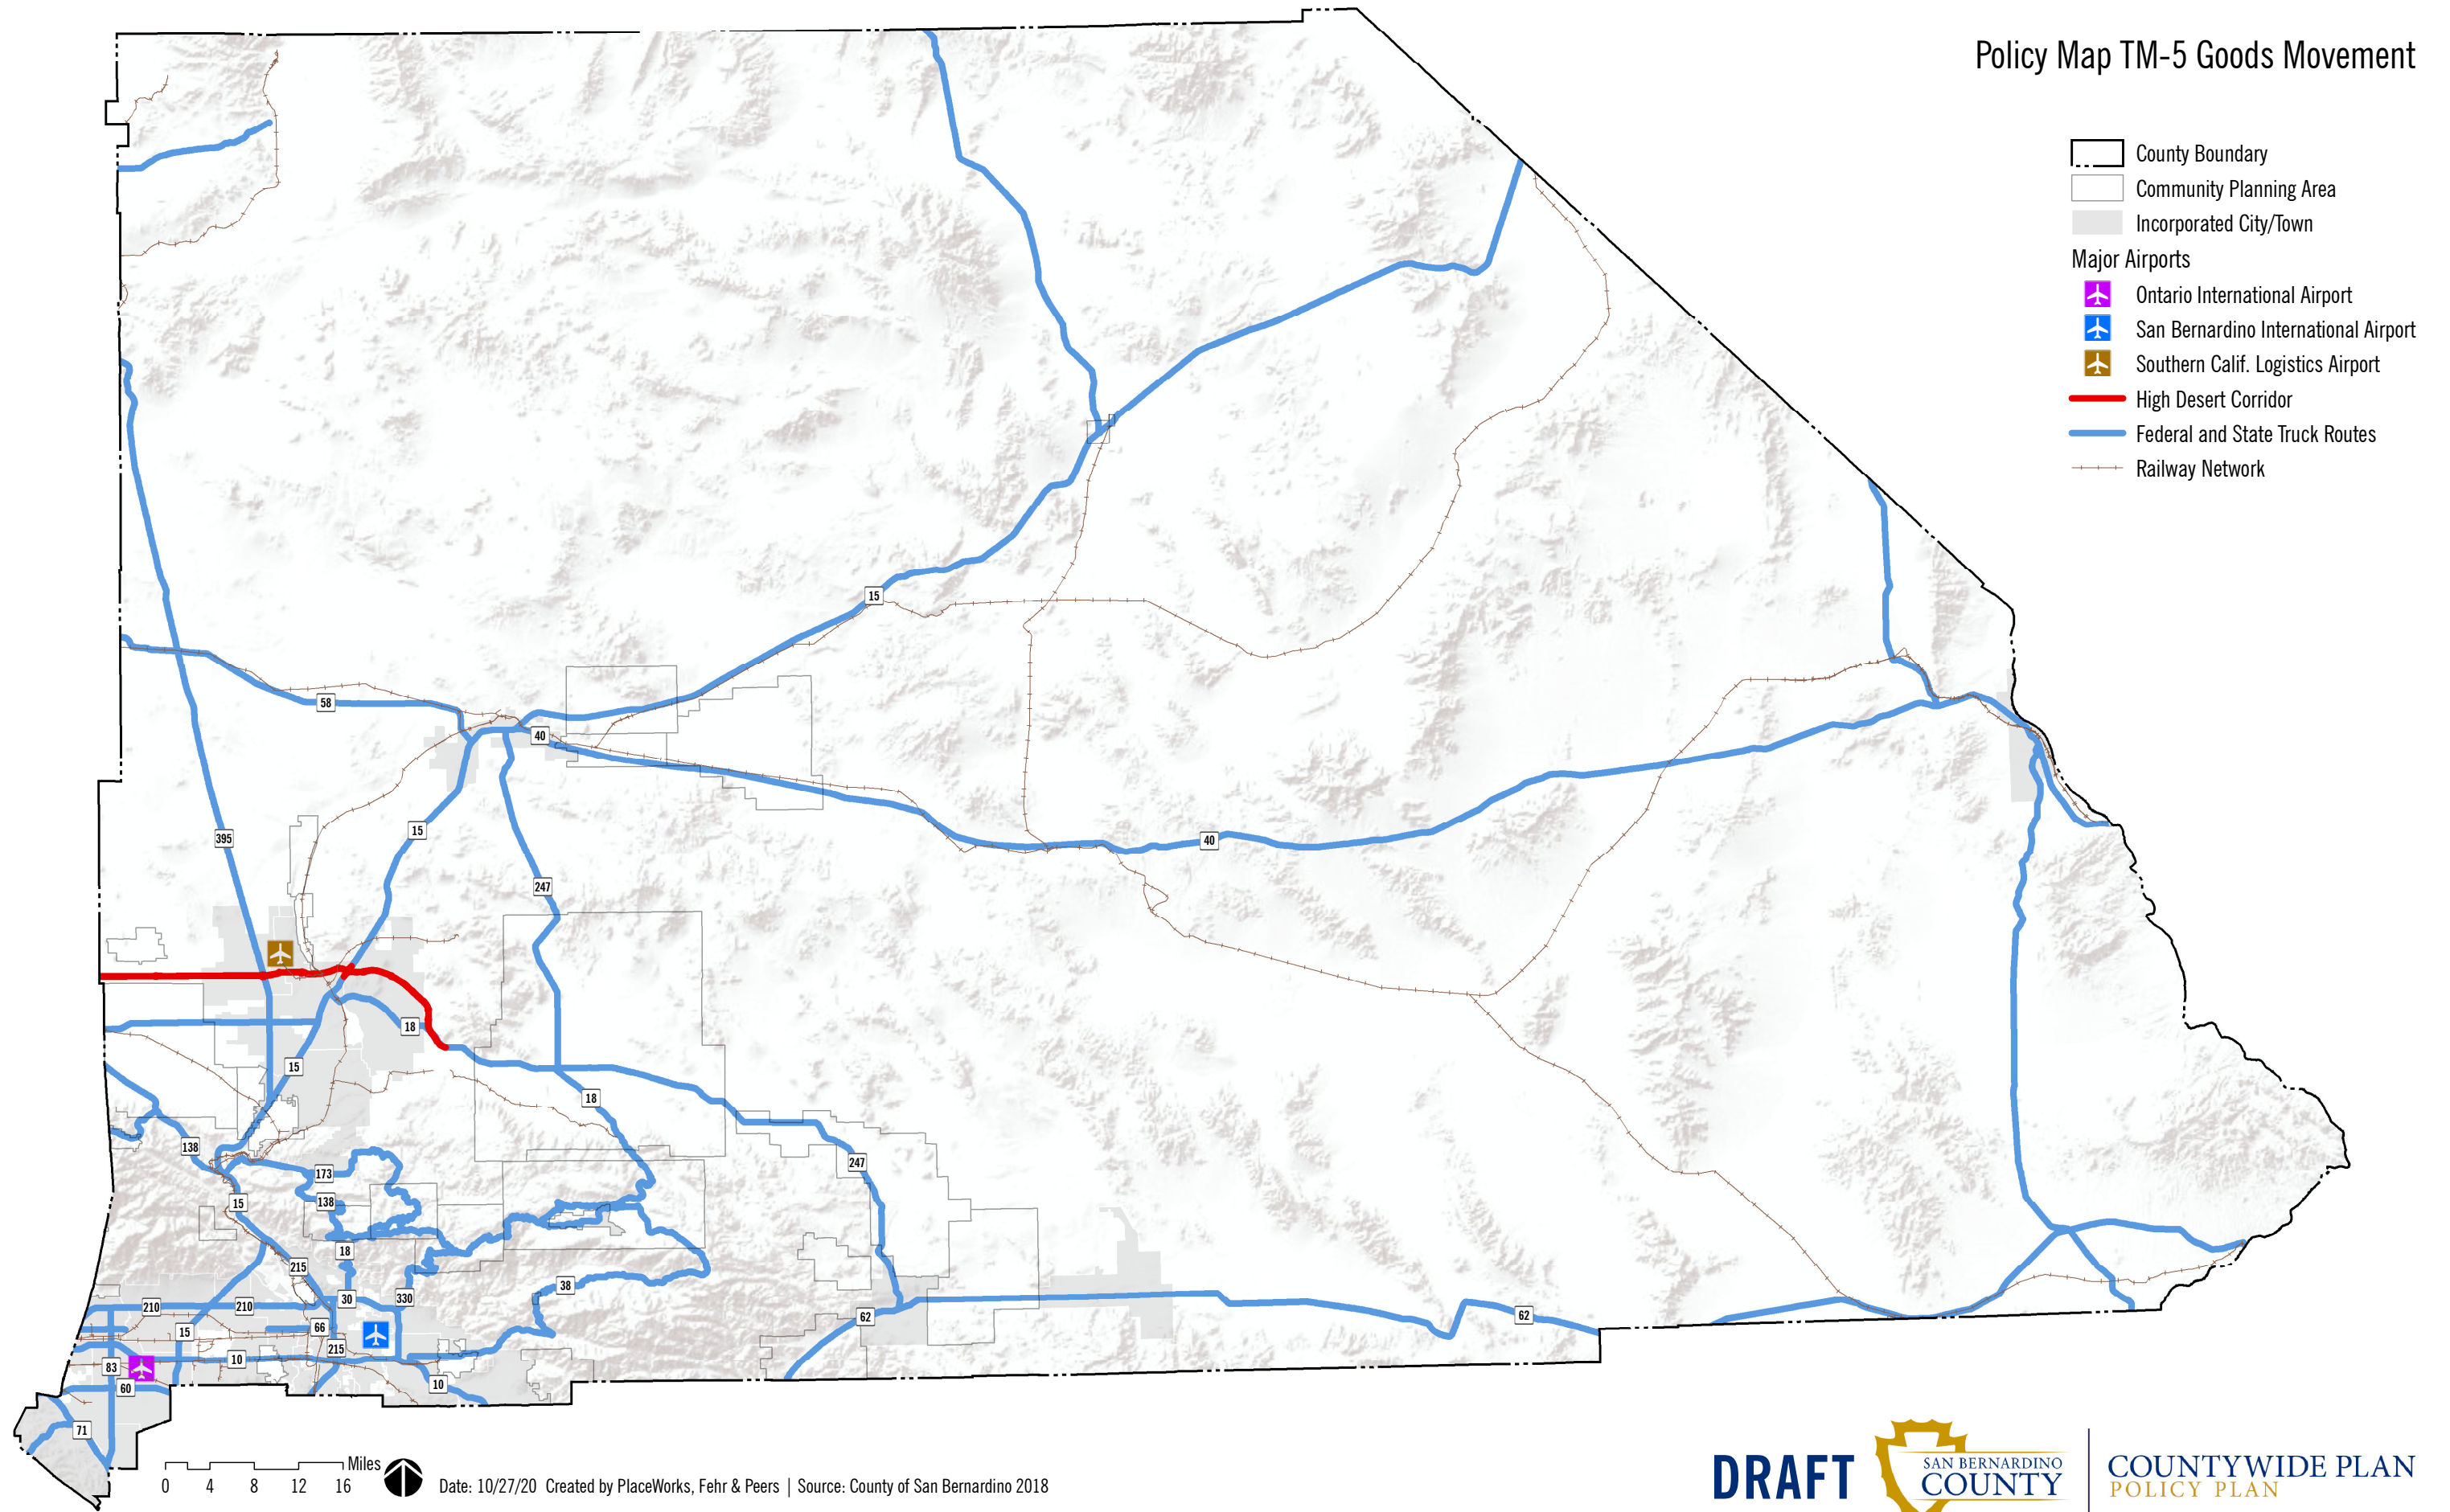 Policy Map TM-5 Goods Movement
County Boundary
Community Planning Area
Incorporated City/Town
Major Airports
Ontario International Airport
San Bernardino International Airport
Southern Calif. Logistics Airport
High Desert Corridor
Federal and State Truck Routes
Railway Network
15
58
40
395
15
40
247
18
15
18
138
247
173
15
138
18
215
38
330
30
210
210
62
62
66
15
215
10
83
10
60
71
Miles
0 4 8 12 16
Date: 10/27/20 Created by PlaceWorks, Fehr & Peers | Source: County of San Bernardino 2018
DRAFT
SAN BERNARDINO
COUNTY
COUNTYWIDE PLAN
POLICY PLAN